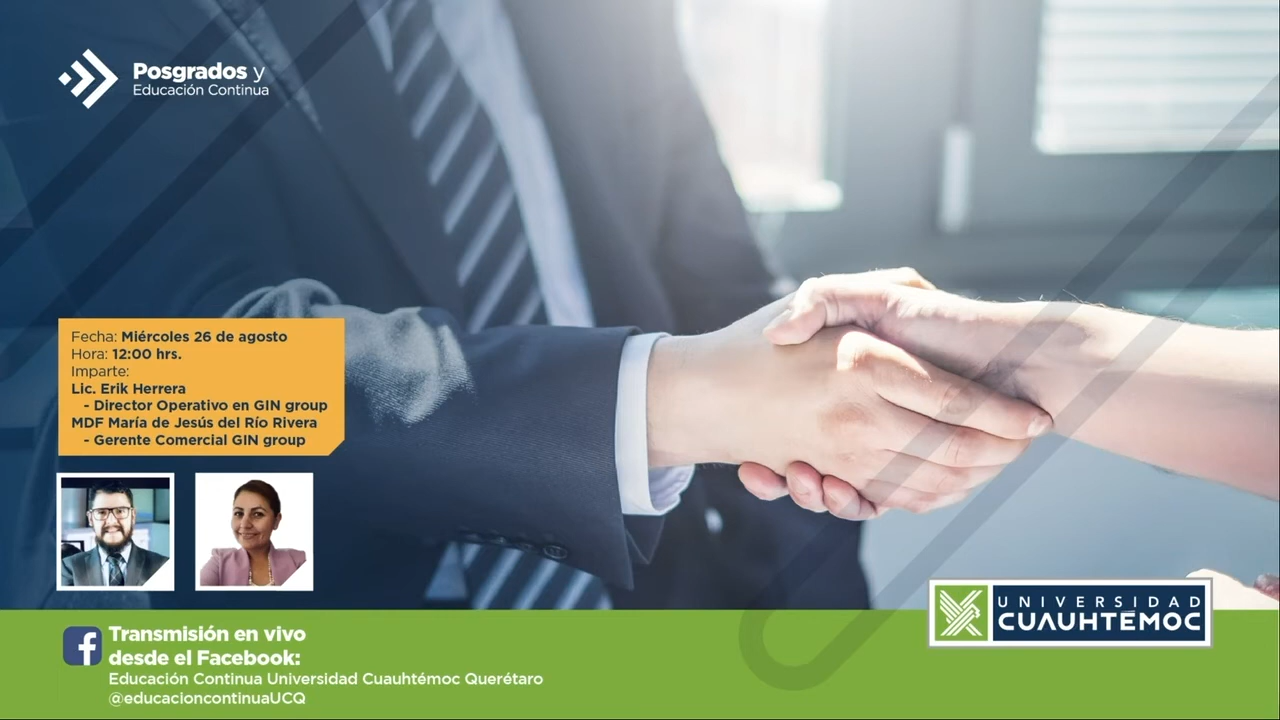 Posgrados y
Educación Continua
Fecha: Miércoles 26 de agosto
Hora: 12:00 hrs.
Imparte:
Lic. Erik Herrera
- Director Operativo en GIN group
MDF María de Jesús del Río Rivera
- Gerente Comercial GIN group
Transmisión en vivo
desde el Facebook:
Educación Continua Universidad Cuauhtémoc Querétaro
@educacioncontinuaUCQ
UNIVERSIDAD
CUAUHTÉMOC